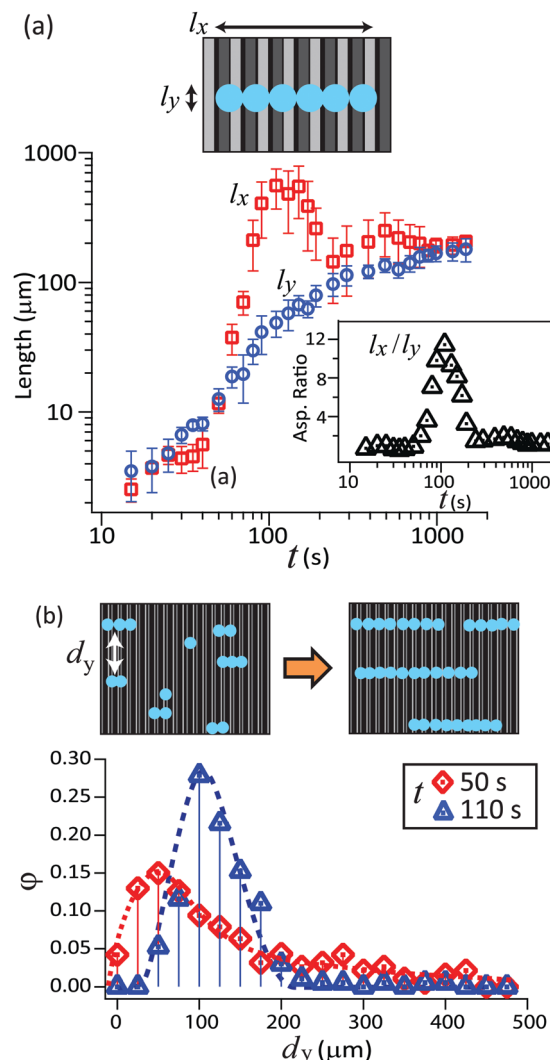 (a)
lx
ly
1000
100
10
Length (μm)
lx
ly
(a)
lx/ly
12
8
4
Asp. Ratio
10
100
1000
t(s)
10
100
1000
t (s)
(b)
dy
0.30
0.25
0.20
0.15
0.10
0.05
0.00
φ
t
50 s
110 s
0
100
200
300
400
500
dy (μm)